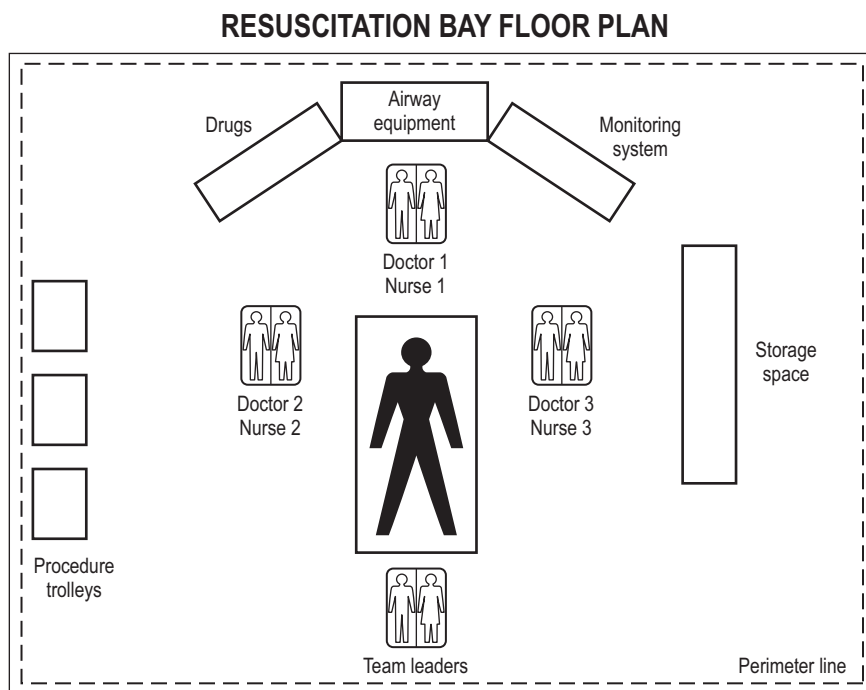 RESUSCITATION BAY FLOOR PLAN
Airway
equipment
Drugs
Monitoring
system
Doctor 1
Nurse 1
Doctor 2
Nurse 2
Doctor 3
Nurse 3
Storage
space
Procedure
trolleys
Team leaders
Perimeter line